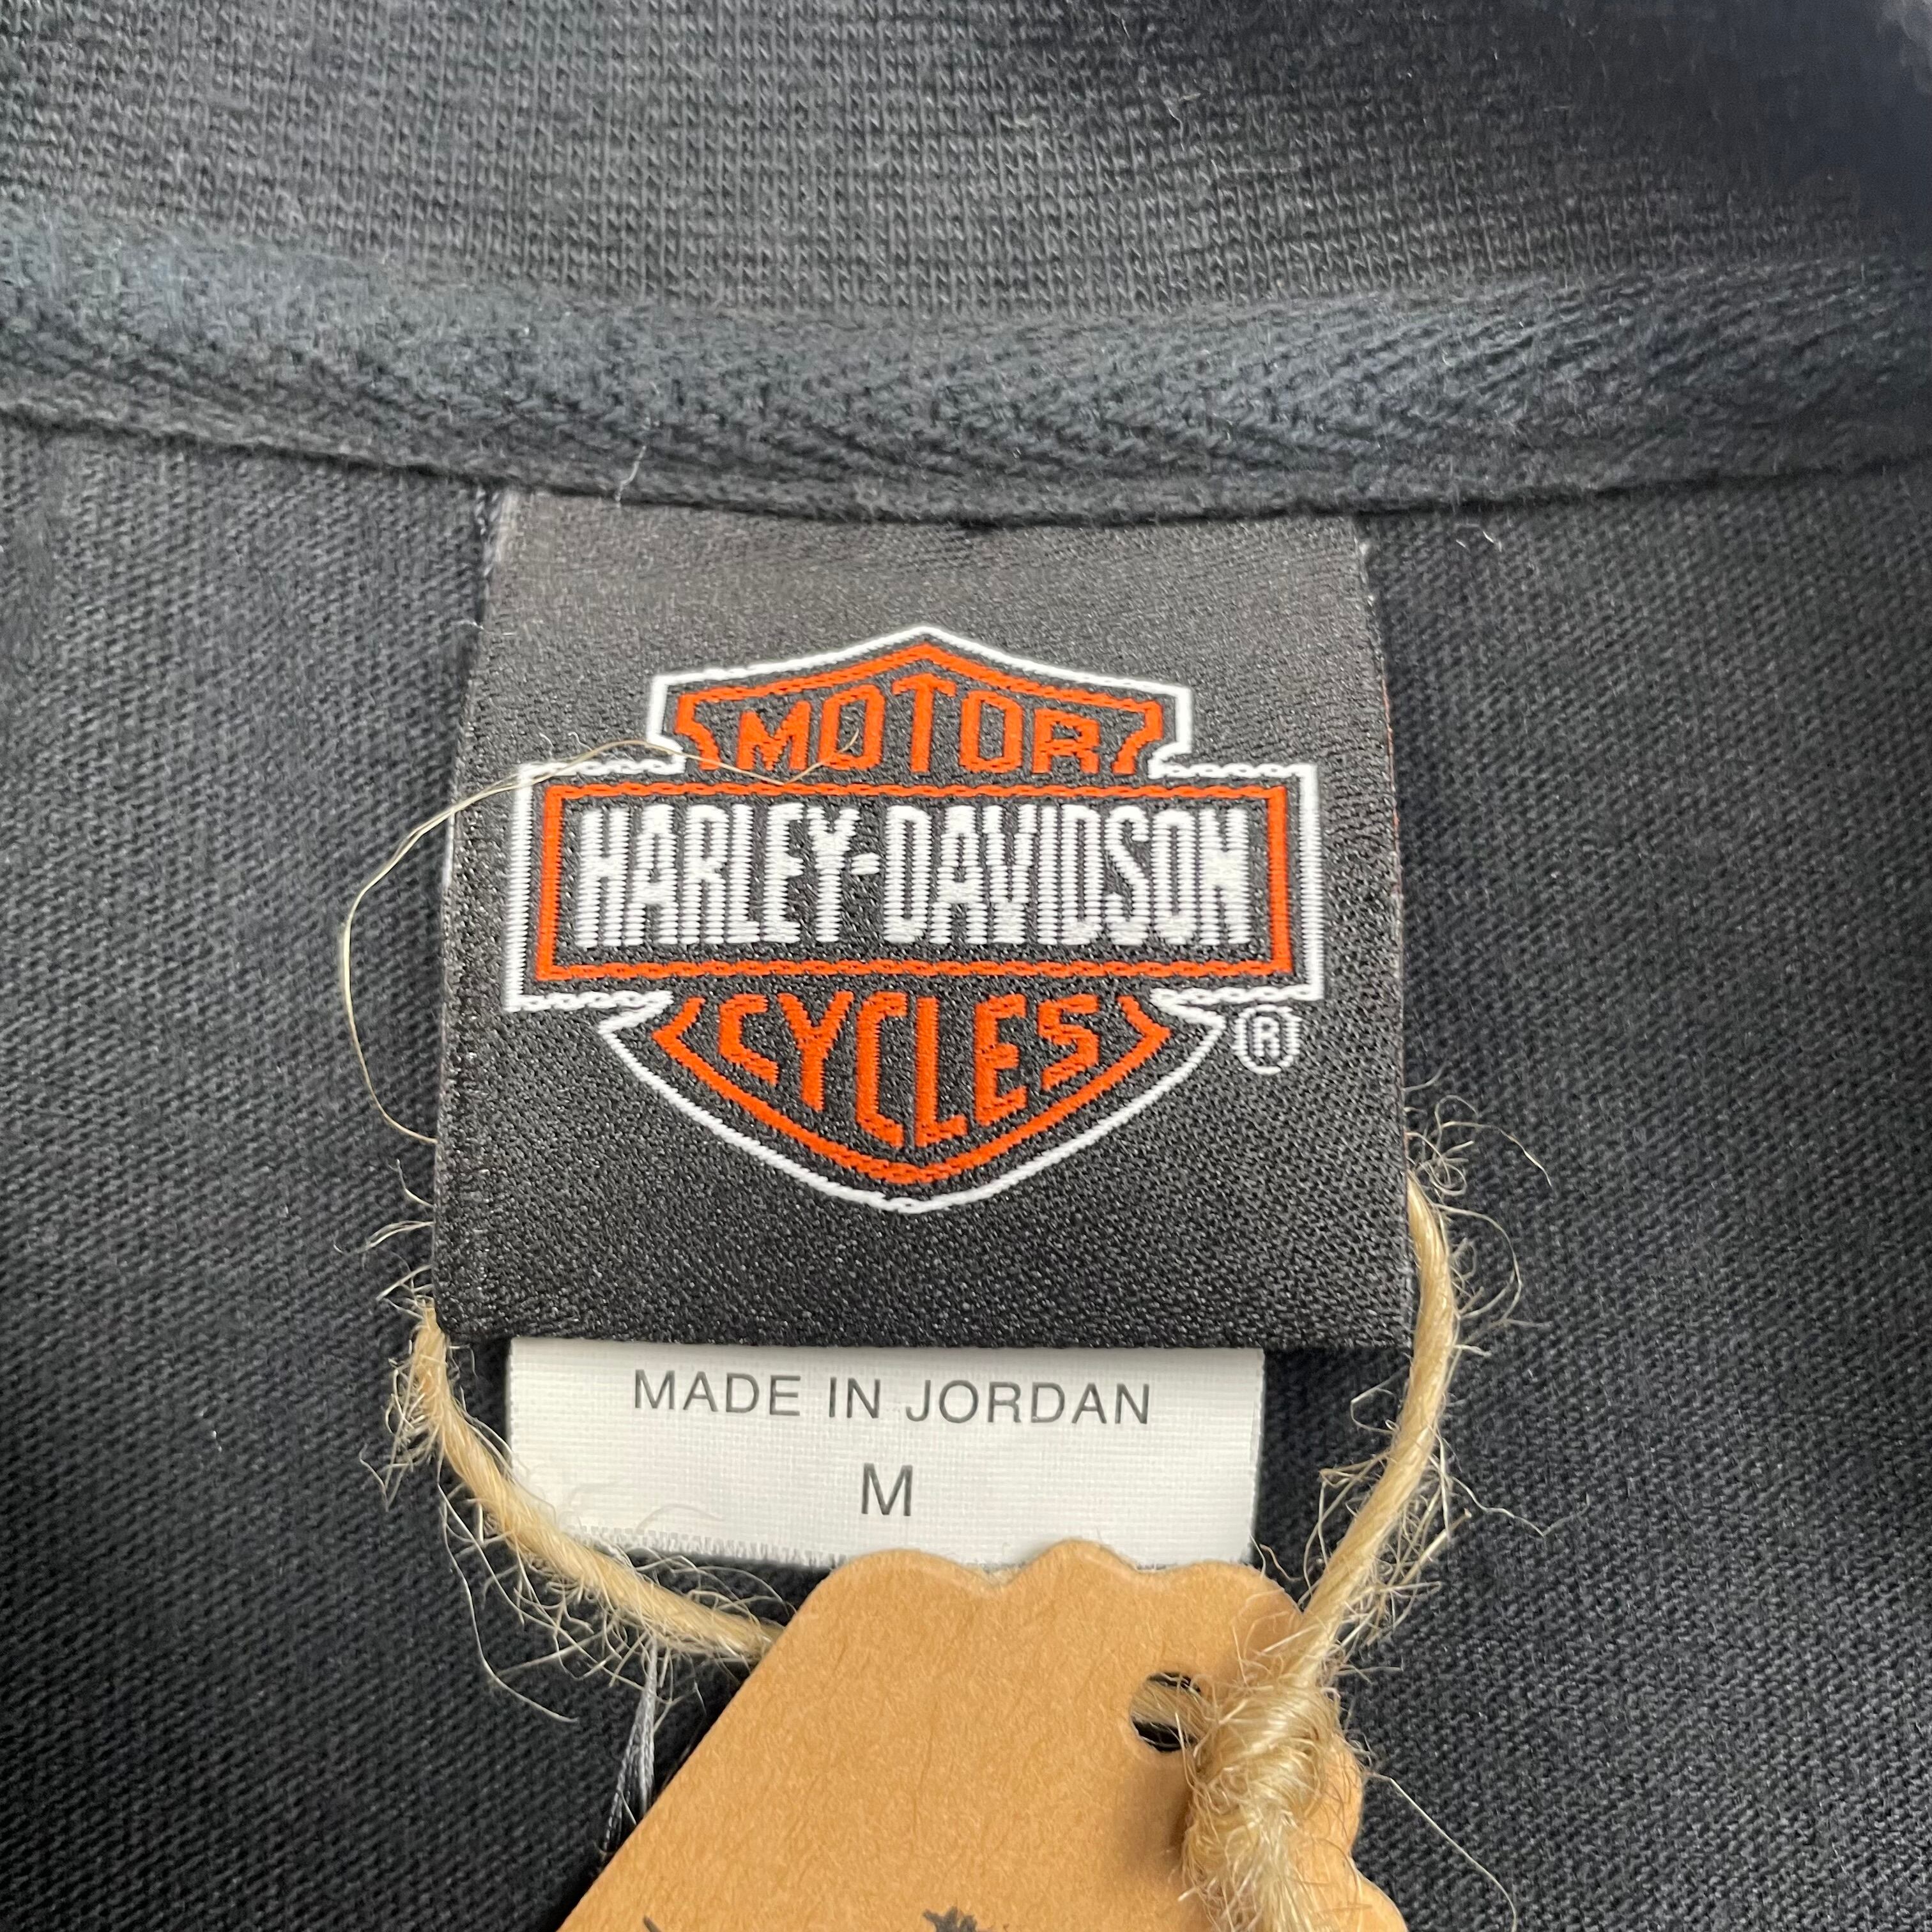 MOTOR
HARLEY-DAVIDSON
CYCLES
®
MADE IN JORDAN
M